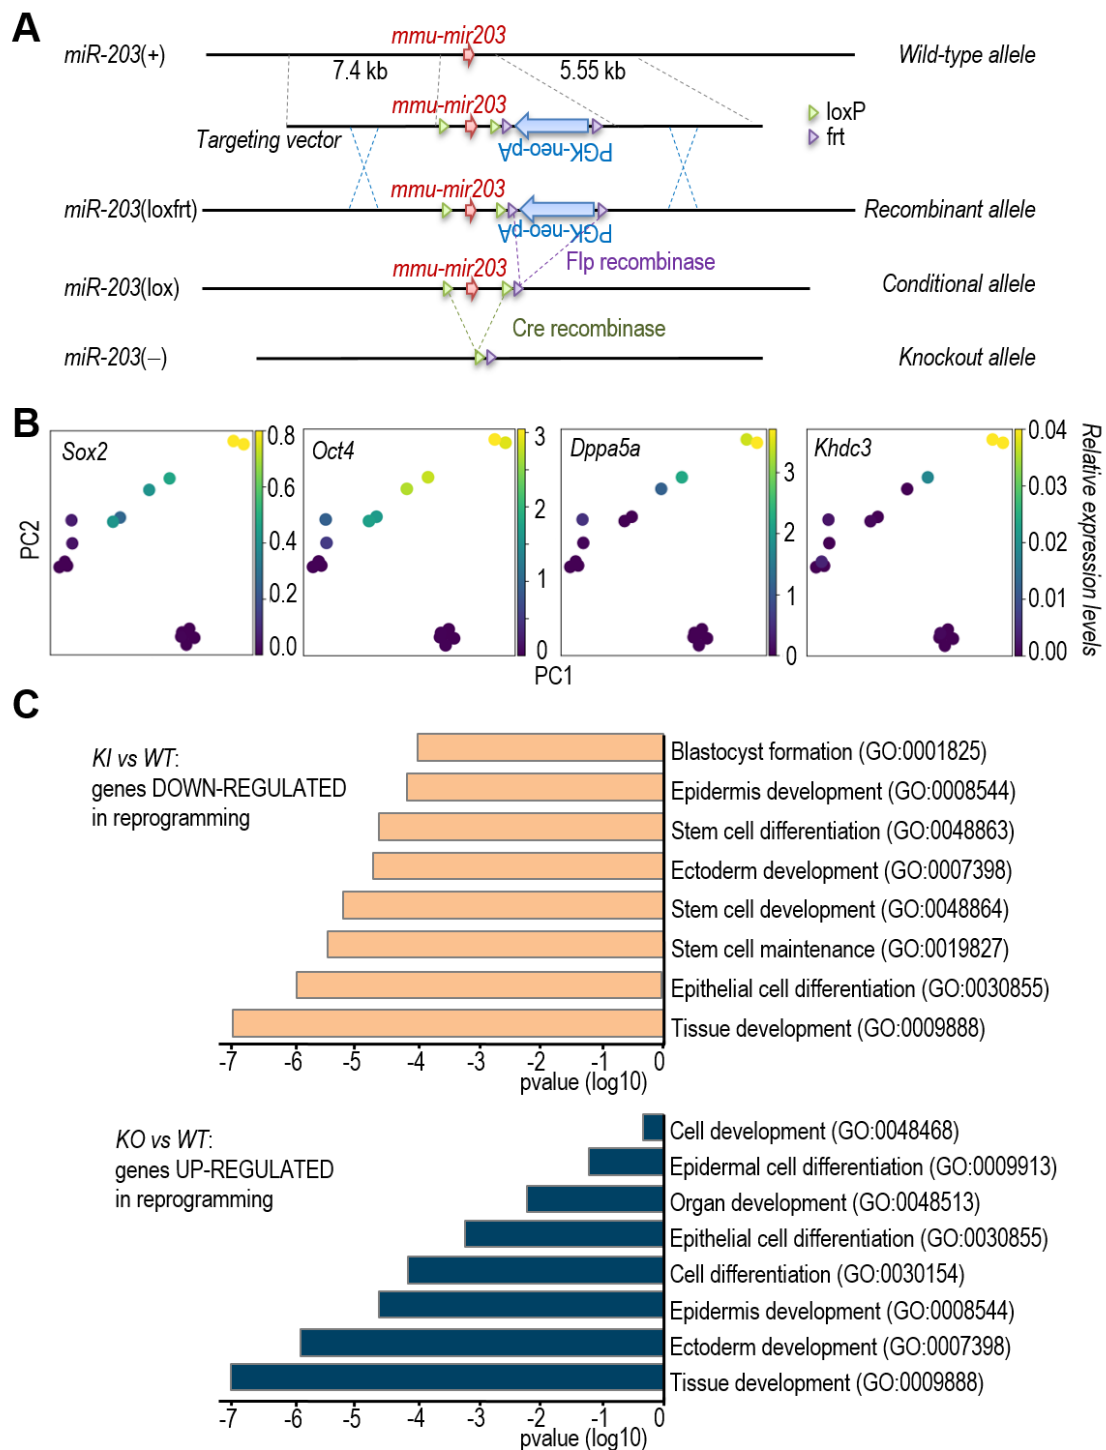 A
mmu-mir203
miR-203(+)
Wild-type allele
7.4 kb
5.55 kb
mmu-mir203
loxP
frt
Targeting vector
PGK-neo-pA
mmu-mir203
miR-203(loxfrt)
Recombinant allele
PGK-neo-pA
Flp recombinase
mmu-mir203
miR-203(lox)
Conditional allele
Cre recombinase
miR-203(–)
Knockout allele
B
Sox2
0.8
0.6
0.4
0.2
0.0
Oct4
3
2
1
0
Dppa5a
3
2
1
0
Khdc3
0.04
0.03
0.02
0.01
0.00
Relative expression levels
PC2
PC1
C
KI vs WT:
genes DOWN-REGULATED
in reprogramming
Blastocyst formation (GO:0001825)
Epidermis development (GO:0008544)
Stem cell differentiation (GO:0048863)
Ectoderm development (GO:0007398)
Stem cell development (GO:0048864)
Stem cell maintenance (GO:0019827)
Epithelial cell differentiation (GO:0030855)
Tissue development (GO:0009888)
-7 -6 -5 -4 -3 -2 -1 0
pvalue (log10)
KO vs WT:
genes UP-REGULATED
in reprogramming
Cell development (GO:0048468)
Epidermal cell differentiation (GO:0009913)
Organ development (GO:0048513)
Epithelial cell differentiation (GO:0030855)
Cell differentiation (GO:0030154)
Epidermis development (GO:0008544)
Ectoderm development (GO:0007398)
Tissue development (GO:0009888)
-7 -6 -5 -4 -3 -2 -1 0
pvalue (log10)